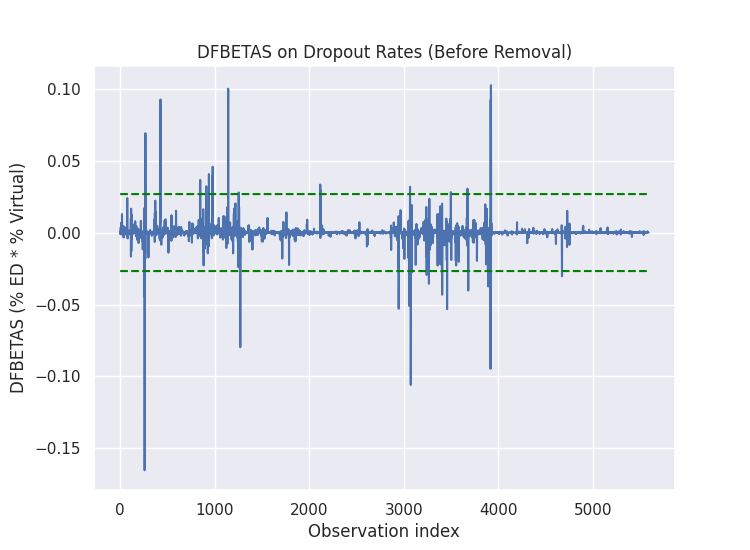 DFBETAS on Dropout Rates (Before Removal)
DFBETAS (% ED * % Virtual)
0.10
0.05
0.00
−0.05
−0.10
−0.15
0 1000 2000 3000 4000 5000
Observation index